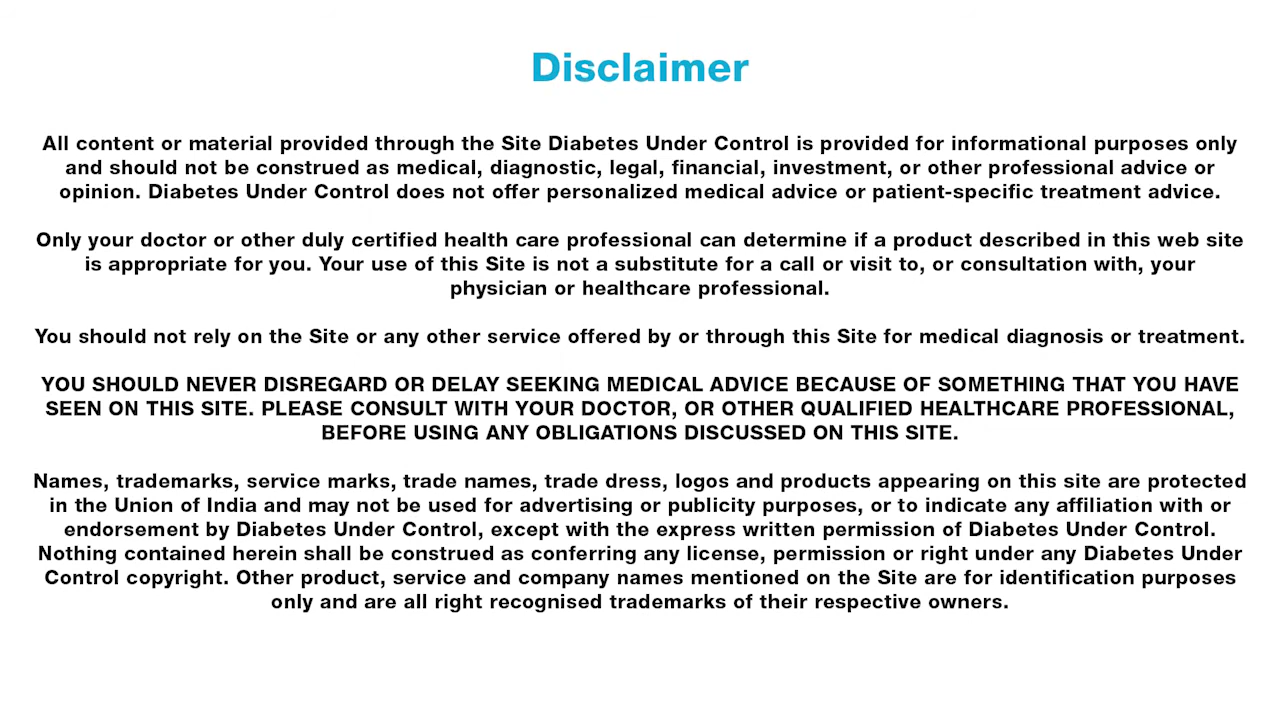 Disclaimer
All content or material provided through the Site Diabetes Under Control is provided for informational purposes only
and should not be construed as medical, diagnostic, legal, financial, investment, or other professional advice or
opinion. Diabetes Under Control does not offer personalized medical advice or patient-specific treatment advice.
Only your doctor or other duly certified health care professional can determine if a product described in this web site
is appropriate for you. Your use of this Site is not a substitute for a call or visit to, or consultation with, your
physician or healthcare professional.
You should not rely on the Site or any other service offered by or through this Site for medical diagnosis or treatment.
YOU SHOULD NEVER DISREGARD OR DELAY SEEKING MEDICAL ADVICE BECAUSE OF SOMETHING THAT YOU HAVE
SEEN ON THIS SITE. PLEASE CONSULT WITH YOUR DOCTOR, OR OTHER QUALIFIED HEALTHCARE PROFESSIONAL,
BEFORE USING ANY OBLIGATIONS DISCUSSED ON THIS SITE.
Names, trademarks, service marks, trade names, trade dress, logos and products appearing on this site are protected
in the Union of India and may not be used for advertising or publicity purposes, or to indicate any affiliation with or
endorsement by Diabetes Under Control, except with the express written permission of Diabetes Under Control.
Nothing contained herein shall be construed as conferring any license, permission or right under any Diabetes Under
Control copyright. Other product, service and company names mentioned on the Site are for identification purposes
only and are all right recognised trademarks of their respective owners.